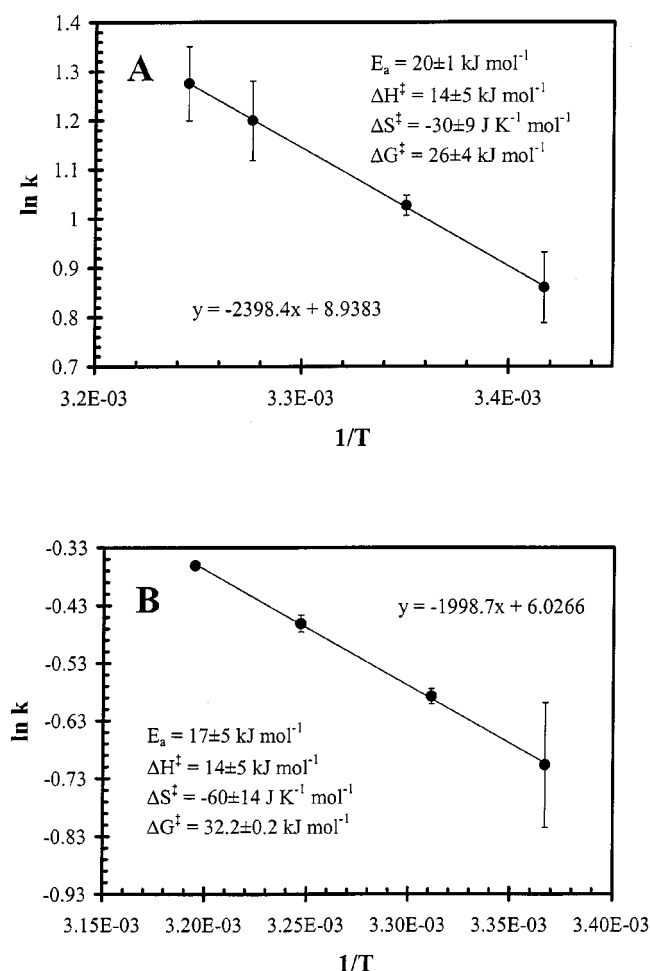 1.4
1.3
1.2
1.1
1
0.9
0.8
0.7
ln k
A
Eₐ = 20±1 kJ mol⁻¹
ΔH‡ = 14±5 kJ mol⁻¹
ΔS‡ = -30±9 J K⁻¹ mol⁻¹
ΔG‡ = 26±4 kJ mol⁻¹
y = -2398.4x + 8.9383
3.2E-03 3.3E-03 3.4E-03
1/T
-0.33
-0.43
-0.53
-0.63
-0.73
-0.83
-0.93
ln k
B
y = -1998.7x + 6.0266
Eₐ = 17±5 kJ mol⁻¹
ΔH‡ = 14±5 kJ mol⁻¹
ΔS‡ = -60±14 J K⁻¹ mol⁻¹
ΔG‡ = 32.2±0.2 kJ mol⁻¹
3.15E-03 3.20E-03 3.25E-03 3.30E-03 3.35E-03 3.40E-03
1/T